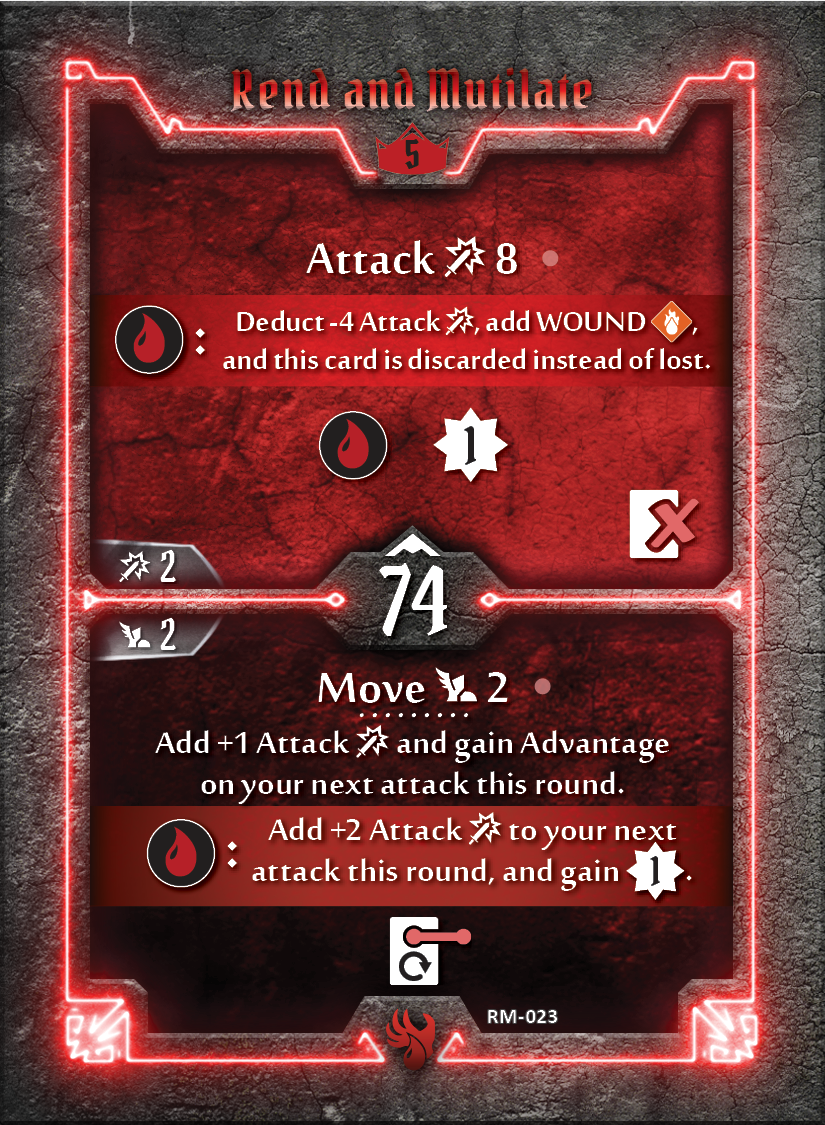 Rend and Mutilate
5
Attack 8
: Deduct -4 Attack , add WOUND ,
and this card is discarded instead of lost.
1
2
74
2
Move 2
Add +1 Attack and gain Advantage
on your next attack this round.
: Add +2 Attack to your next
attack this round, and gain 1.
RM-023